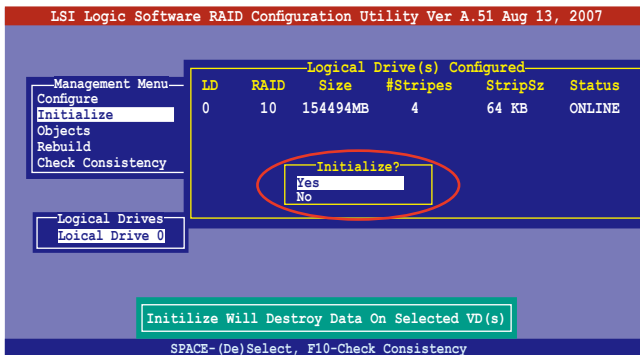 LSI Logic Software RAID Configuration Utility Ver A.51 Aug 13, 2007
Logical Drive(s) Configured
LD RAID Size #Stripes StripSz Status
0 10 154494MB 4 64 KB ONLINE
Management Menu
Configure
Initialize
Objects
Rebuild
Check Consistency
Initialize?
Yes
No
Logical Drives
Loical Drive 0
Initilize Will Destroy Data On Selected VD(s)
SPACE-(De)Select, F10-Check Consistency